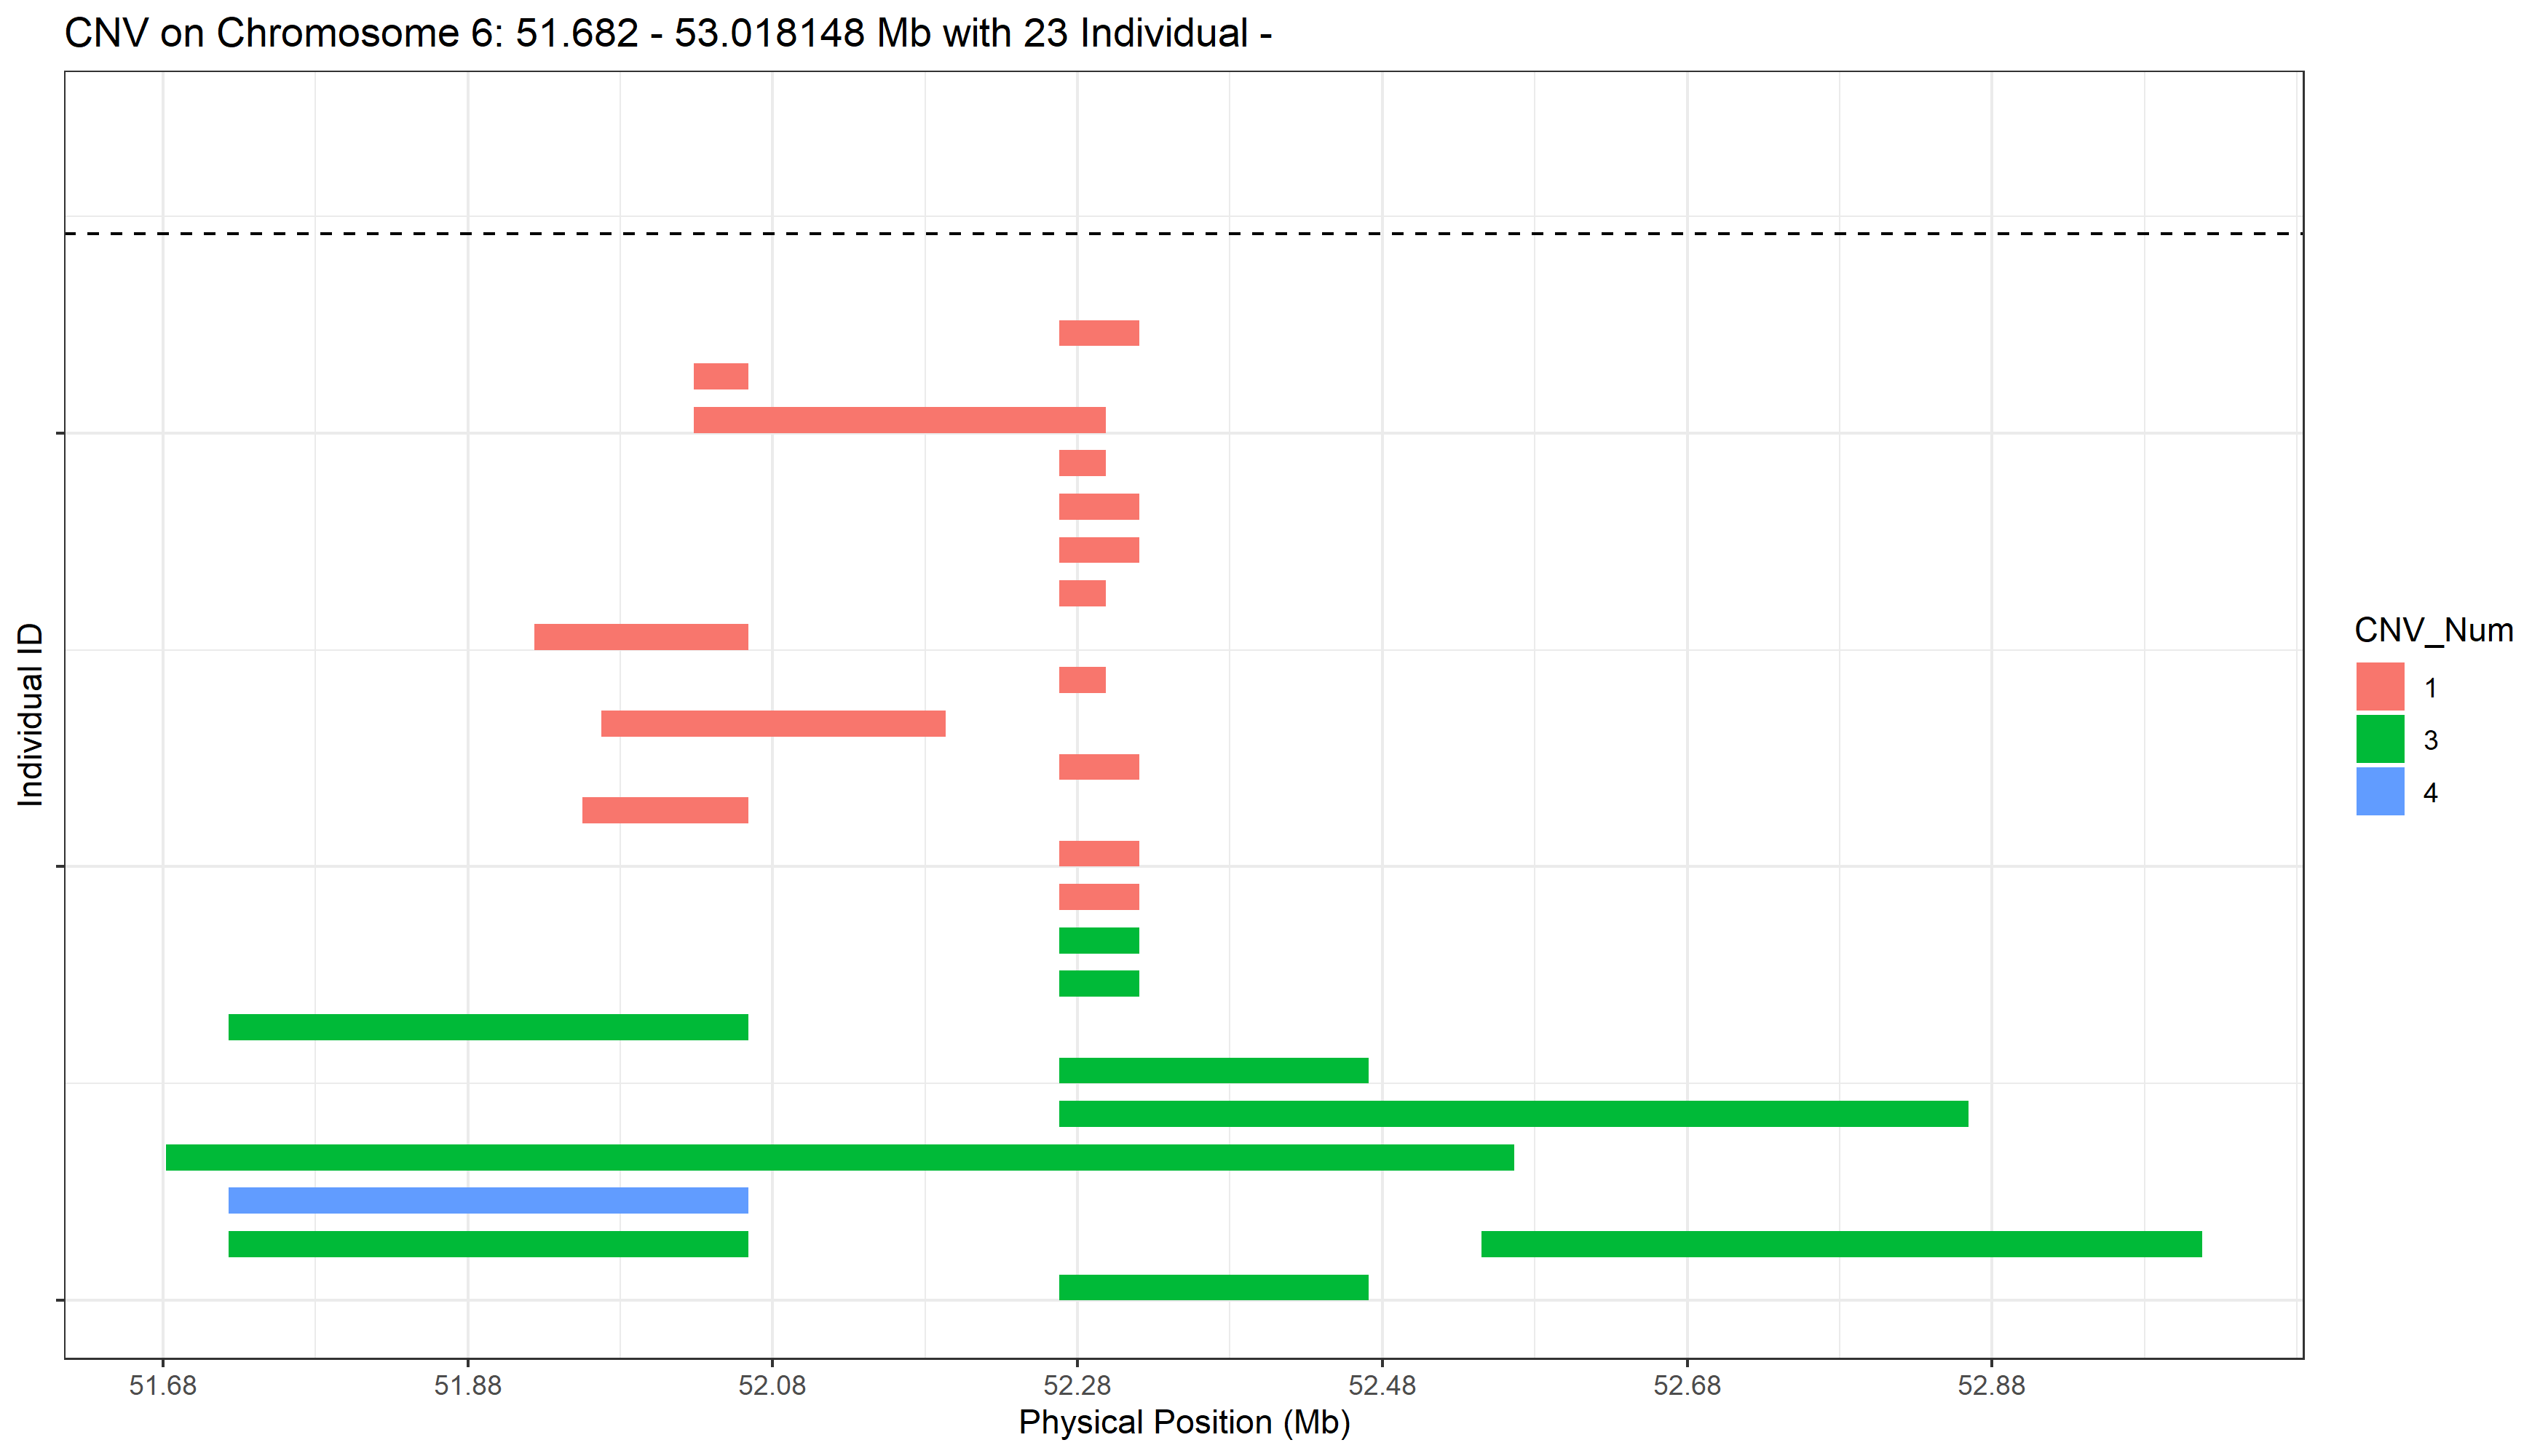 CNV on Chromosome 6: 51.682 - 53.018148 Mb with 23 Individual -
Individual ID
CNV_Num
1
3
4
51.68 51.88 52.08 52.28 52.48 52.68 52.88
Physical Position (Mb)